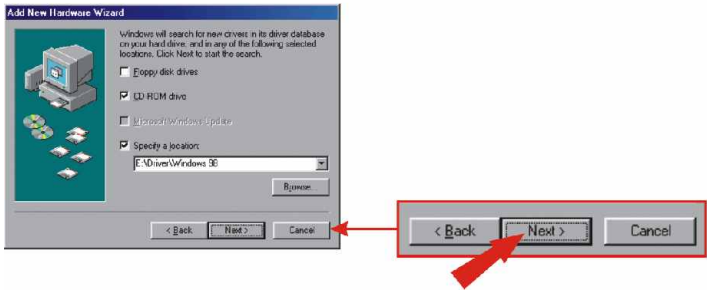 Add New Hardware Wizard
Windows will search for new drivers in its driver database
on your hard drive, and in any of the following selected
locations. Click Next to start the search.
Floppy disk drives
CD-ROM drive
Microsoft Windows Update
Specify a location:
E:\Driver\Windows 98
Browse...
< Back Next > Cancel
< Back Next > Cancel